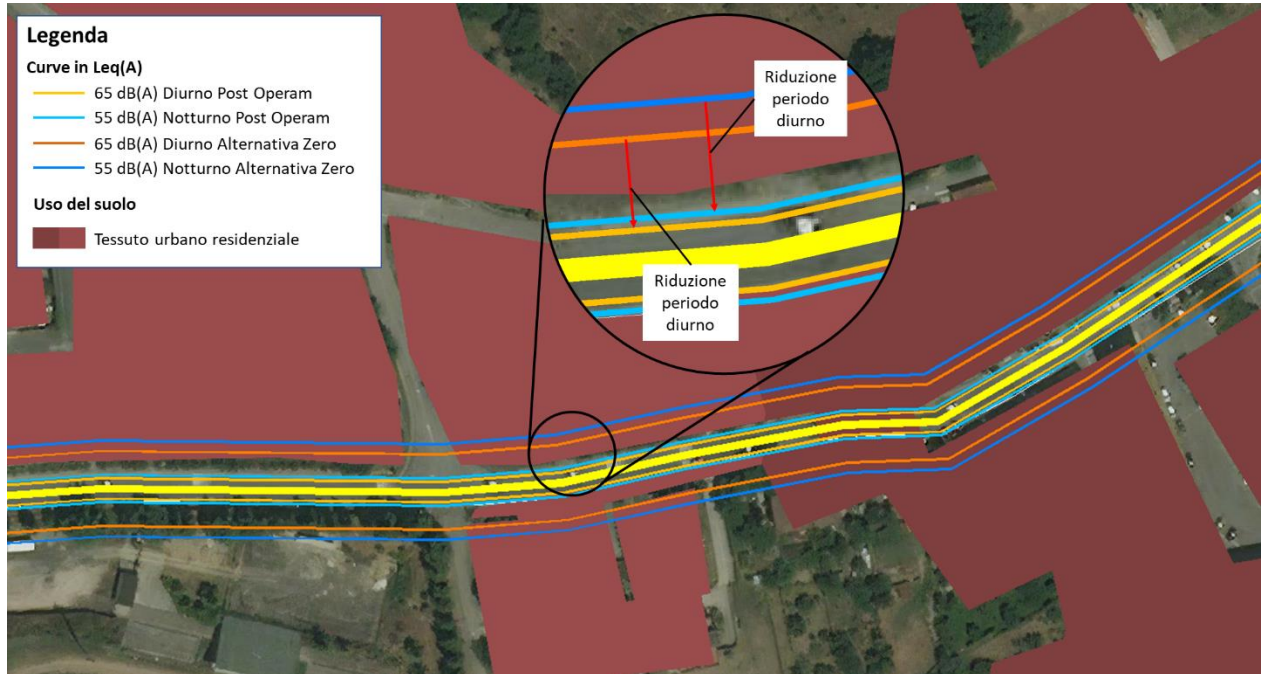 Legenda
Curve in Leq(A)
65 dB(A) Diurno Post Operam
55 dB(A) Notturno Post Operam
65 dB(A) Diurno Alternativa Zero
55 dB(A) Notturno Alternativa Zero
Uso del suolo
Tessuto urbano residenziale
Riduzione
periodo
diurno
Riduzione
periodo
diurno